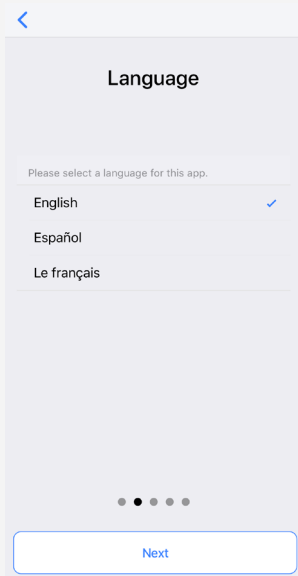 Language
Please select a language for this app.
English
Español
Le français
Next